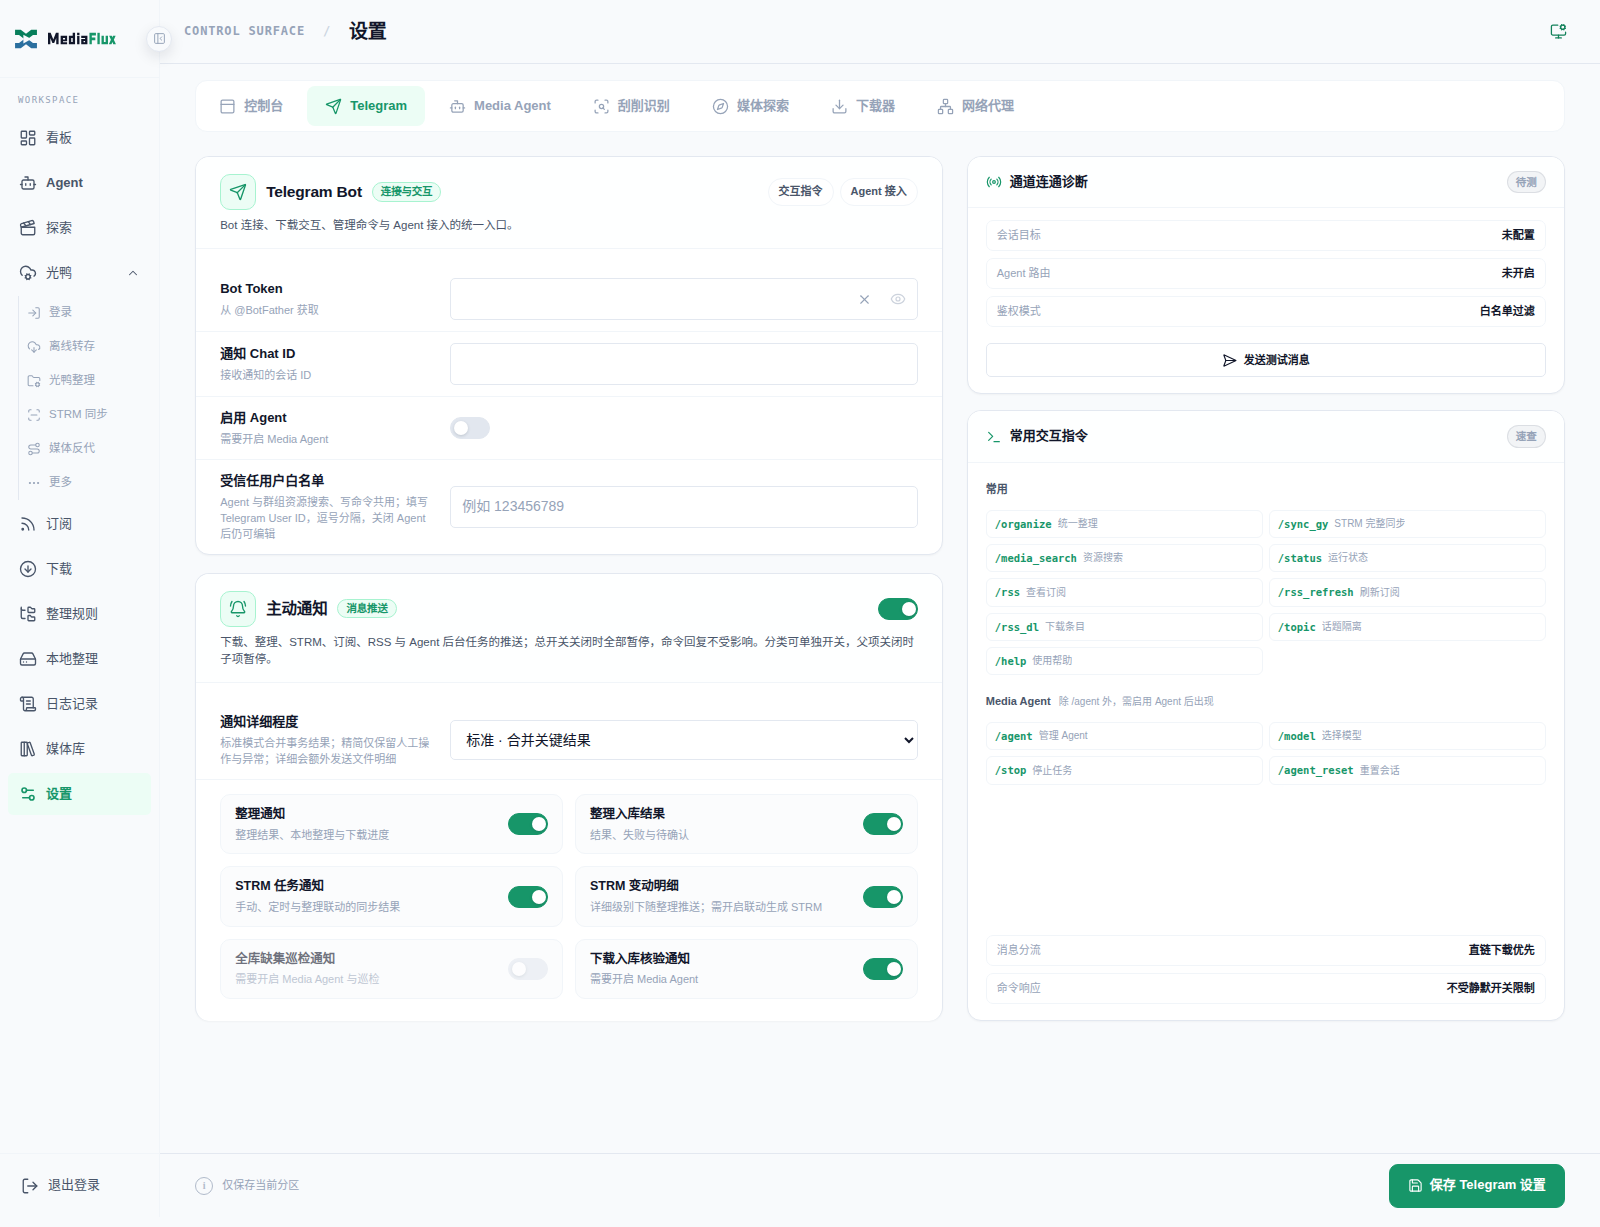 MediaFlux
CONTROL SURFACE / 设置
WORKSPACE
看板
Agent
探索
光鸭
登录
离线转存
光鸭整理
STRM 同步
媒体反代
更多
订阅
下载
整理规则
本地整理
日志记录
媒体库
设置
退出登录
控制台
Telegram
Media Agent
刮削识别
媒体探索
下载器
网络代理
Telegram Bot 连接与交互
交互指令 Agent 接入
Bot 连接、下载交互、管理命令与 Agent 接入的统一入口。
Bot Token
从 @BotFather 获取
通知 Chat ID
接收通知的会话 ID
启用 Agent
需要开启 Media Agent
受信任用户白名单
Agent 与群组资源搜索、写命令共用；填写
Telegram User ID，逗号分隔，关闭 Agent
后仍可编辑
例如 123456789
主动通知 消息推送
下载、整理、STRM、订阅、RSS 与 Agent 后台任务的推送；总开关关闭时全部暂停，命令回复不受影响。分类可单独开关，父项关闭时
子项暂停。
通知详细程度
标准模式合并事务结果；精简仅保留人工操
作与异常；详细会额外发送文件明细
标准 · 合并关键结果
整理通知
整理结果、本地整理与下载进度
整理入库结果
结果、失败与待确认
STRM 任务通知
手动、定时与整理联动的同步结果
STRM 变动明细
详细级别下随整理推送；需开启联动生成 STRM
全库缺集巡检通知
需要开启 Media Agent 与巡检
下载入库核验通知
需要开启 Media Agent
通道连通诊断 待测
会话目标 未配置
Agent 路由 未开启
鉴权模式 白名单过滤
发送测试消息
常用交互指令 速查
常用
/organize 统一整理
/sync_gy STRM 完整同步
/media_search 资源搜索
/status 运行状态
/rss 查看订阅
/rss_refresh 刷新订阅
/rss_dl 下载条目
/topic 话题隔离
/help 使用帮助
Media Agent 除 /agent 外，需启用 Agent 后出现
/agent 管理 Agent
/model 选择模型
/stop 停止任务
/agent_reset 重置会话
消息分流 直链下载优先
命令响应 不受静默开关限制
仅保存当前分区
保存 Telegram 设置